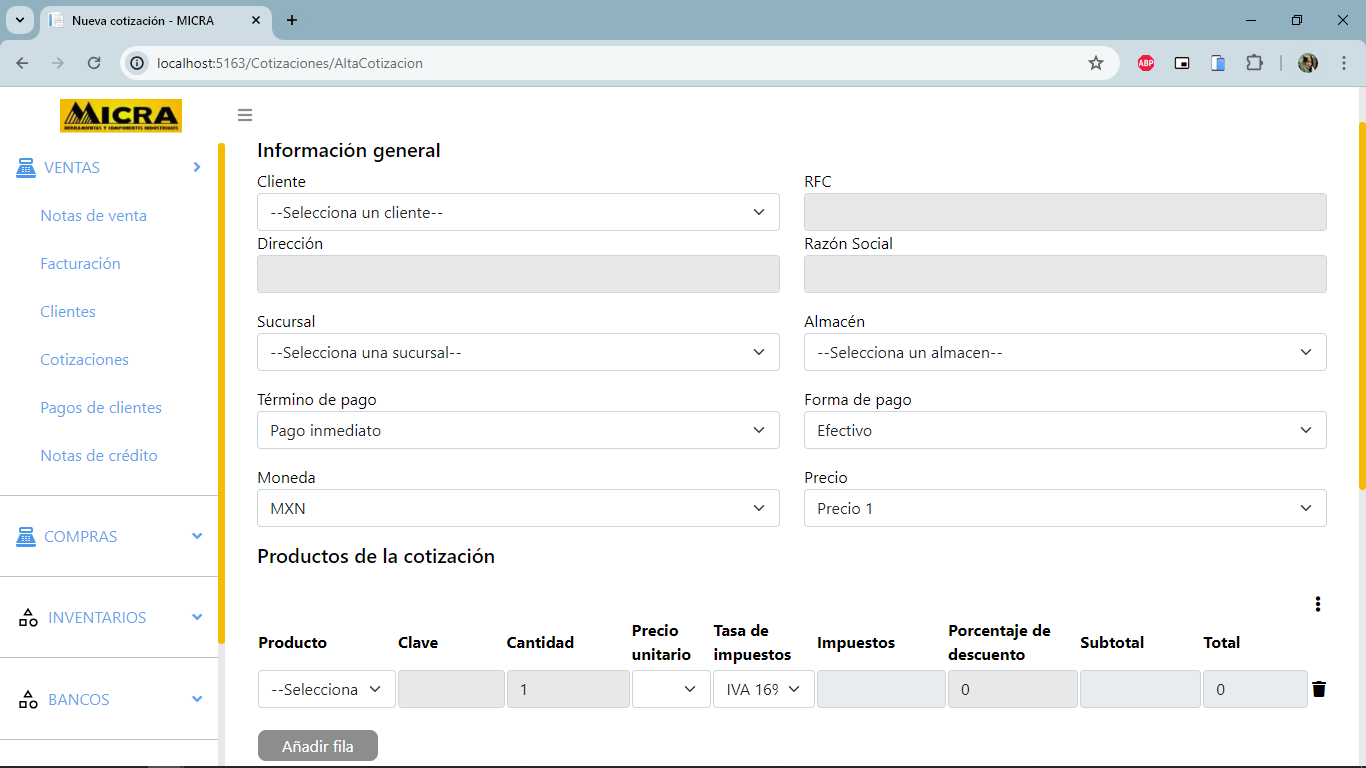 Nueva cotización - MICRA
localhost:5163/Cotizaciones/AltaCotizacion
ABP
MICRA
HERRAMIENTAS Y COMPONENTES INDUSTRIALES
VENTAS
Notas de venta
Facturación
Clientes
Cotizaciones
Pagos de clientes
Notas de crédito
COMPRAS
INVENTARIOS
BANCOS
Información general
Cliente
RFC
--Selecciona un cliente--
Dirección
Razón Social
Sucursal
Almacén
--Selecciona una sucursal--
--Selecciona un almacen--
Término de pago
Forma de pago
Pago inmediato
Efectivo
Moneda
Precio
MXN
Precio 1
Productos de la cotización
Producto
Clave
Cantidad
Precio unitario
Tasa de impuestos
Impuestos
Porcentaje de descuento
Subtotal
Total
--Selecciona
1
IVA 16%
0
0
Añadir fila